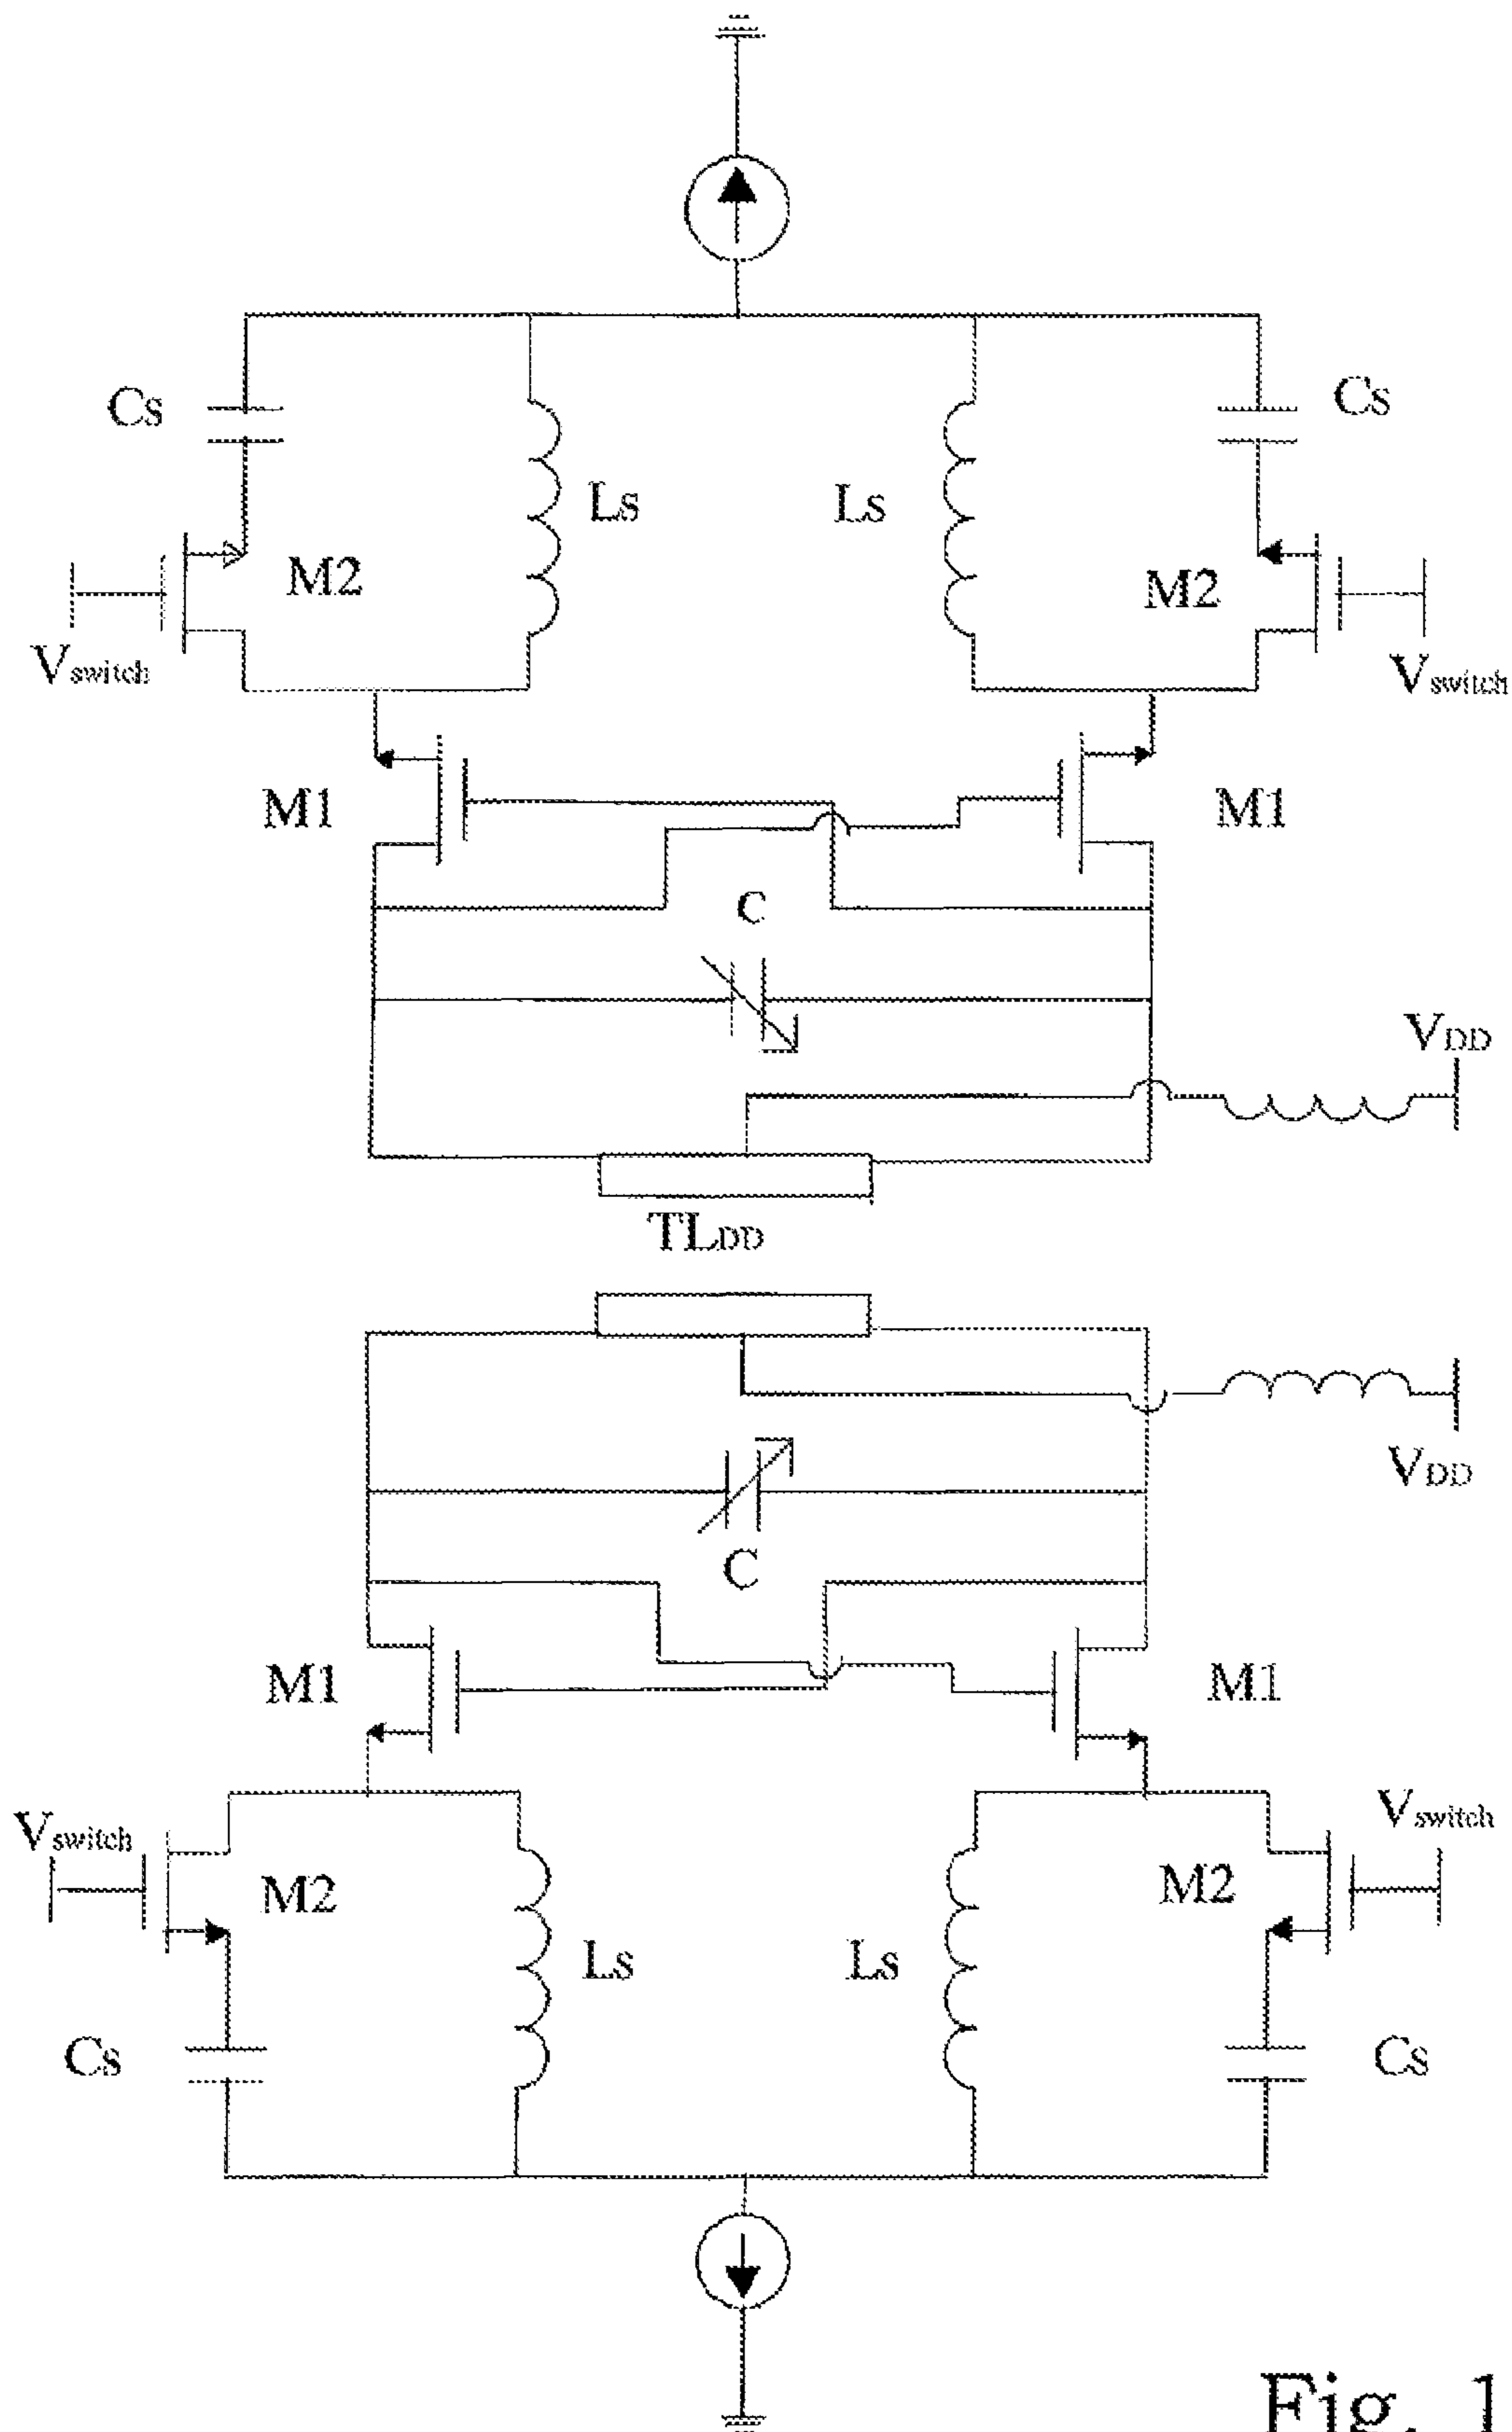 Cs
Cs
Ls
Ls
M2
M2
Vswitch
Vswitch
M1
M1
C
VDD
TLDD
VDD
C
M1
M1
Vswitch
Vswitch
M2
M2
Ls
Ls
Cs
Cs
Fig. 1